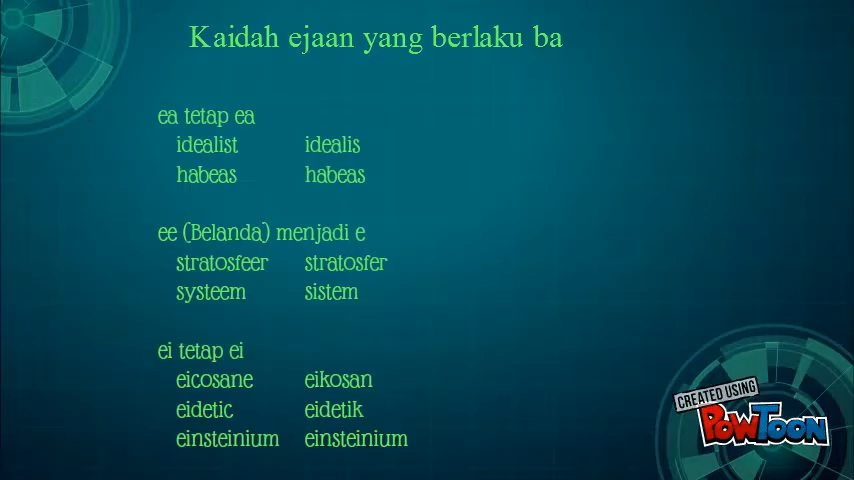 Kaidah ejaan yang berlaku ba
ea tetap ea
idealist idealis
habeas habeas
ee (Belanda) menjadi e
stratosfeer stratosfer
systeem sistem
ei tetap ei
eicosane eikosan
eidetic eidetik
einsteinium einsteinium
CREATED USING
POWTOON